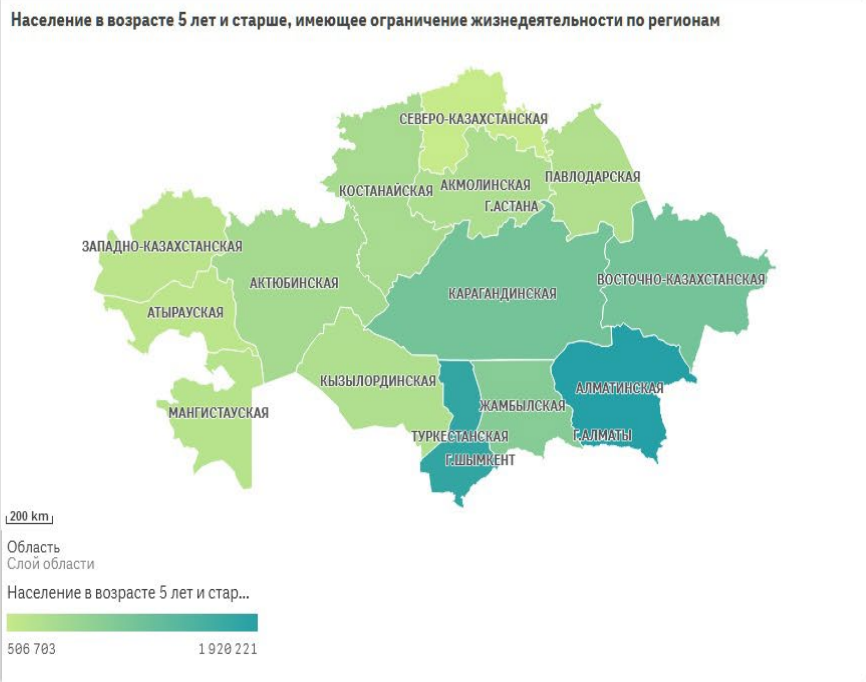 Население в возрасте 5 лет и старше, имеющее ограничение жизнедеятельности по регионам
СЕВЕРО-КАЗАХСТАНСКАЯ
ПАВЛОДАРСКАЯ
КОСТАНАЙСКАЯ
АКМОЛИНСКАЯ
Г.АСТАНА
ЗАПАДНО-КАЗАХСТАНСКАЯ
АКТЮБИНСКАЯ
ВОСТОЧНО-КАЗАХСТАНСКАЯ
КАРАГАНДИНСКАЯ
АТЫРАУСКАЯ
КЫЗЫЛОРДИНСКАЯ
АЛМАТИНСКАЯ
ЖАМБЫЛСКАЯ
МАНГИСТАУСКАЯ
ТУРКЕСТАНСКАЯ
Г.АЛМАТЫ
Г.ШЫМКЕНТ
200 km
Область
Слой области
Население в возрасте 5 лет и стар...
506 703
1 920 221